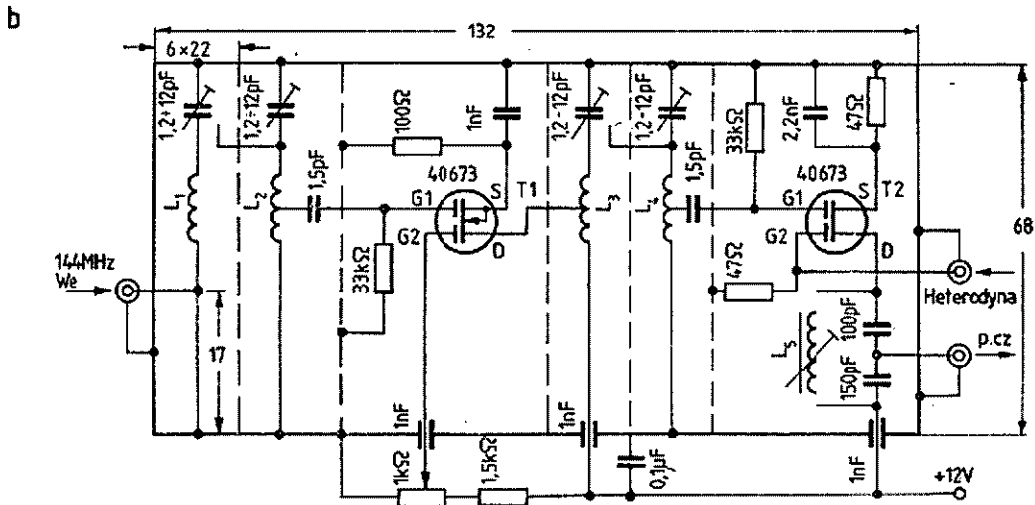 b
132
6×22
1,2÷12pF
1,2÷12pF
100Ω
1nF
1,2-12pF
1,2-12pF
33kΩ
2,2nF
47Ω
1,5pF
40673
1,5pF
40673
L1
L2
G1
S
T1
L3
L4
G1
S
T2
68
G2
D
G2
D
33kΩ
47Ω
144MHz
We
Heterodyna
17
L5
100pF
p.cz
150pF
1nF
1nF
1kΩ
1,5kΩ
0,1µF
1nF
+12V